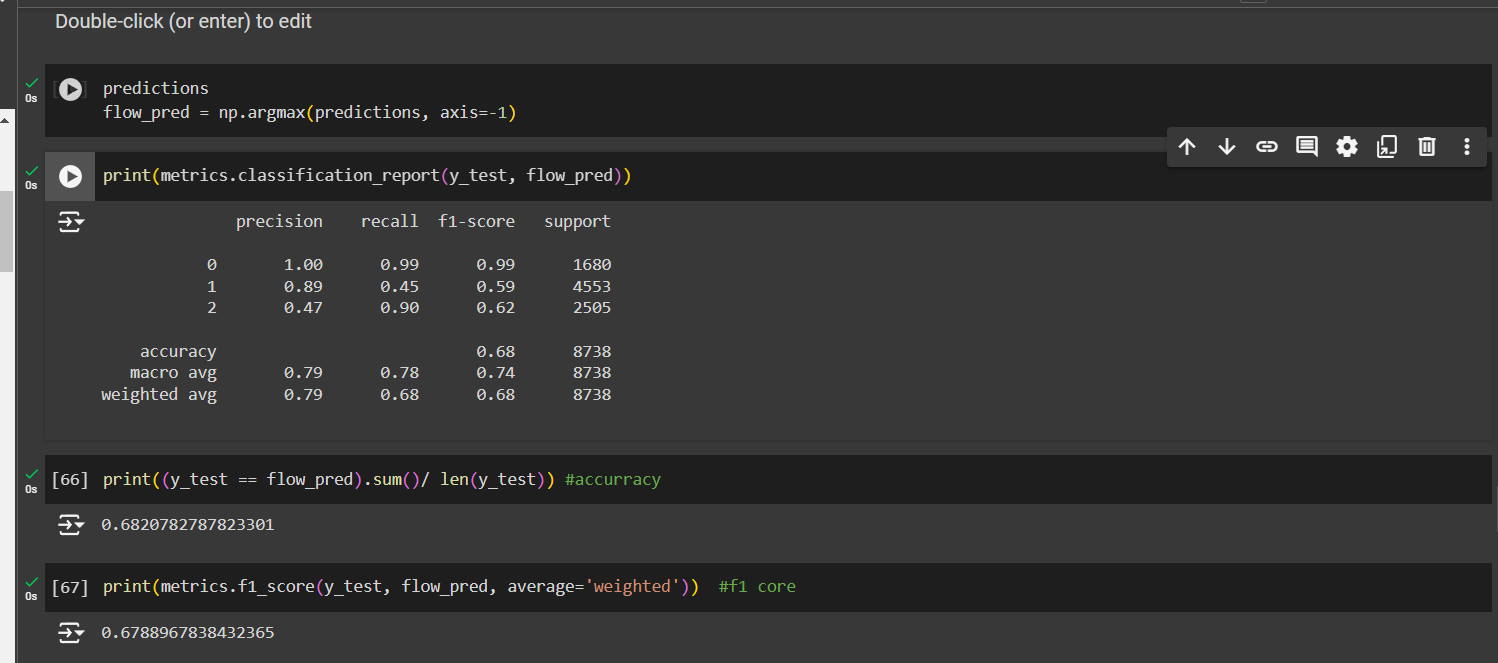 Double-click (or enter) to edit
0s
[ ] predictions
flow_pred = np.argmax(predictions, axis=-1)
0s
print(metrics.classification_report(y_test, flow_pred))
precision recall f1-score support
0 1.00 0.99 0.99 1680
1 0.89 0.45 0.59 4553
2 0.47 0.90 0.62 2505
accuracy 0.68 8738
macro avg 0.79 0.78 0.74 8738
weighted avg 0.79 0.68 0.68 8738
0s
[66] print((y_test == flow_pred).sum()/ len(y_test)) #accurracy
0.6820782787823301
0s
[67] print(metrics.f1_score(y_test, flow_pred, average='weighted')) #f1 core
0.6788967838432365